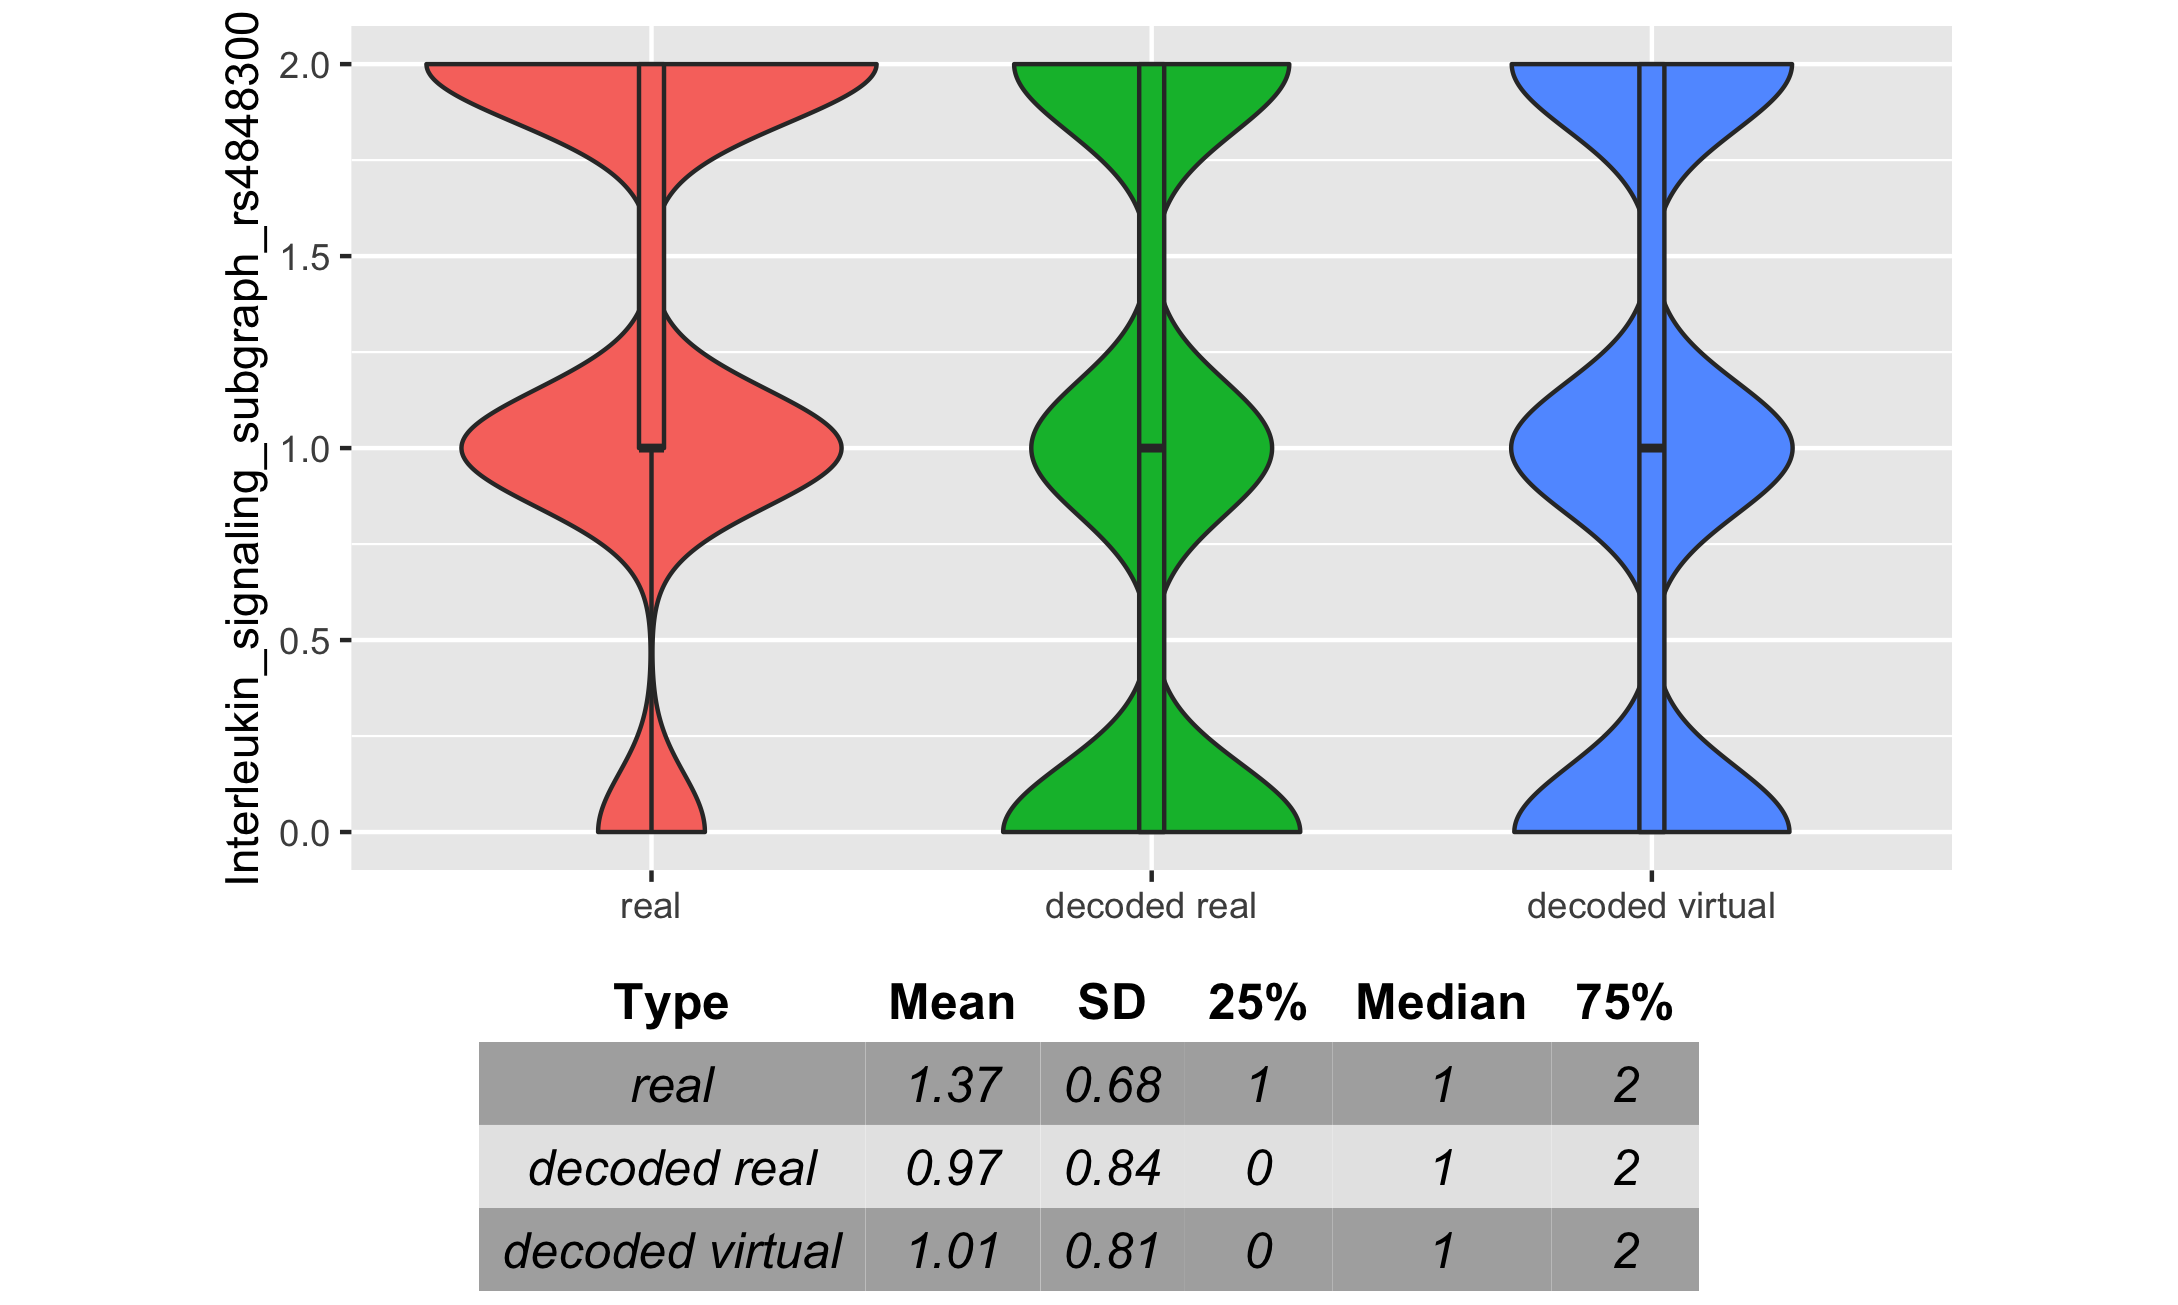 Interleukin_signaling_subgraph_rs4848300
2.0
1.5
1.0
0.5
0.0
real decoded real decoded virtual
Type Mean SD 25% Median 75%
real 1.37 0.68 1 1 2
decoded real 0.97 0.84 0 1 2
decoded virtual 1.01 0.81 0 1 2